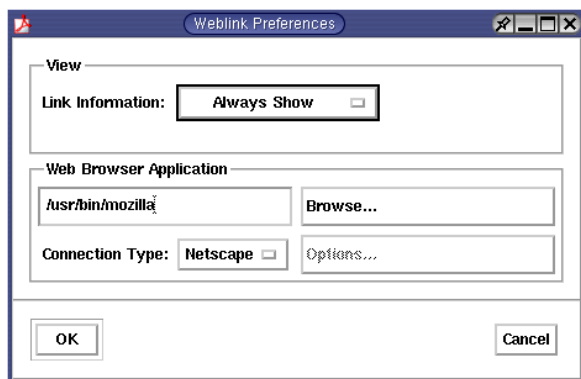 Weblink Preferences
View
Link Information: Always Show
Web Browser Application
/usr/bin/mozilla Browse...
Connection Type: Netscape Options...
OK Cancel